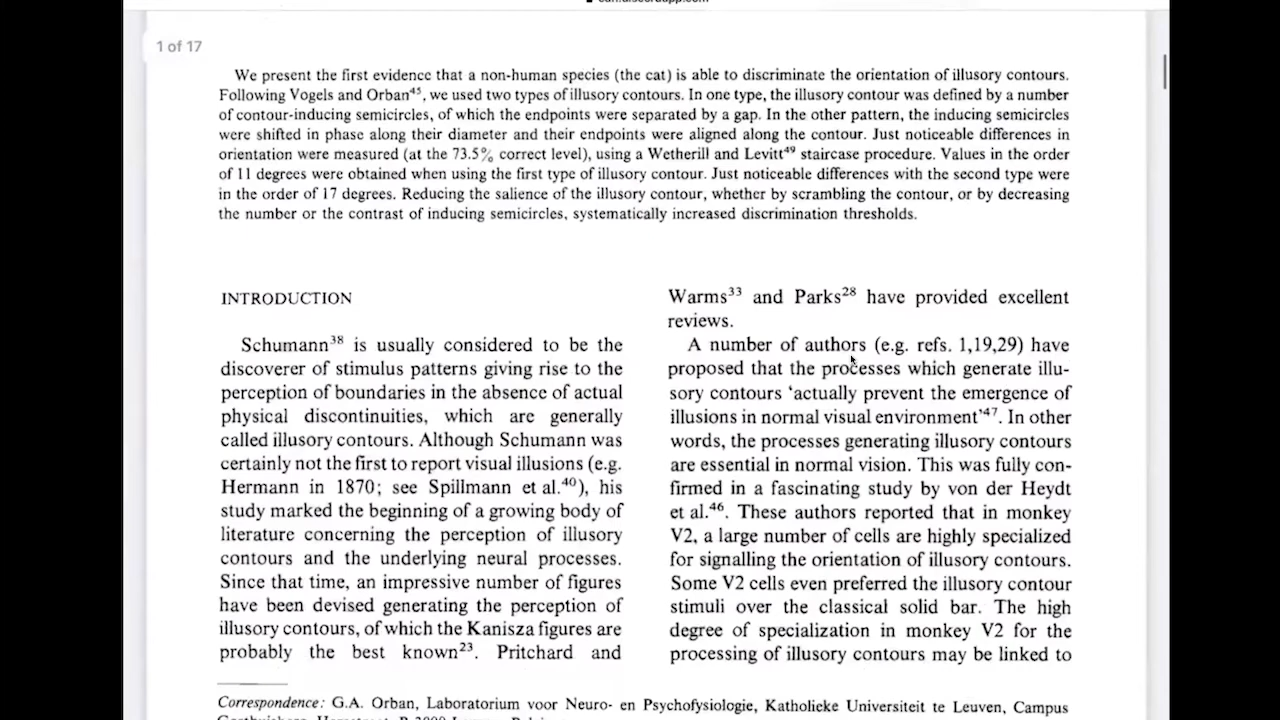 1 of 17
We present the first evidence that a non-human species (the cat) is able to discriminate the orientation of illusory contours.
Following Vogels and Orban⁴⁵, we used two types of illusory contours. In one type, the illusory contour was defined by a number
of contour-inducing semicircles, of which the endpoints were separated by a gap. In the other pattern, the inducing semicircles
were shifted in phase along their diameter and their endpoints were aligned along the contour. Just noticeable differences in
orientation were measured (at the 73.5% correct level), using a Wetherill and Levitt⁴⁹ staircase procedure. Values in the order
of 11 degrees were obtained when using the first type of illusory contour. Just noticeable differences with the second type were
in the order of 17 degrees. Reducing the salience of the illusory contour, whether by scrambling the contour, or by decreasing
the number or the contrast of inducing semicircles, systematically increased discrimination thresholds.
INTRODUCTION
Schumann³⁸ is usually considered to be the
discoverer of stimulus patterns giving rise to the
perception of boundaries in the absence of actual
physical discontinuities, which are generally
called illusory contours. Although Schumann was
certainly not the first to report visual illusions (e.g.
Hermann in 1870; see Spillmann et al.⁴⁰), his
study marked the beginning of a growing body of
literature concerning the perception of illusory
contours and the underlying neural processes.
Since that time, an impressive number of figures
have been devised generating the perception of
illusory contours, of which the Kanisza figures are
probably the best known²³. Pritchard and
Warms³³ and Parks²⁸ have provided excellent
reviews.
A number of authors (e.g. refs. 1,19,29) have
proposed that the processes which generate illu-
sory contours 'actually prevent the emergence of
illusions in normal visual environment'⁴⁷. In other
words, the processes generating illusory contours
are essential in normal vision. This was fully con-
firmed in a fascinating study by von der Heydt
et al.⁴⁶. These authors reported that in monkey
V2, a large number of cells are highly specialized
for signalling the orientation of illusory contours.
Some V2 cells even preferred the illusory contour
stimuli over the classical solid bar. The high
degree of specialization in monkey V2 for the
processing of illusory contours may be linked to
Correspondence: G.A. Orban, Laboratorium voor Neuro- en Psychofysiologie, Katholieke Universiteit te Leuven, Campus